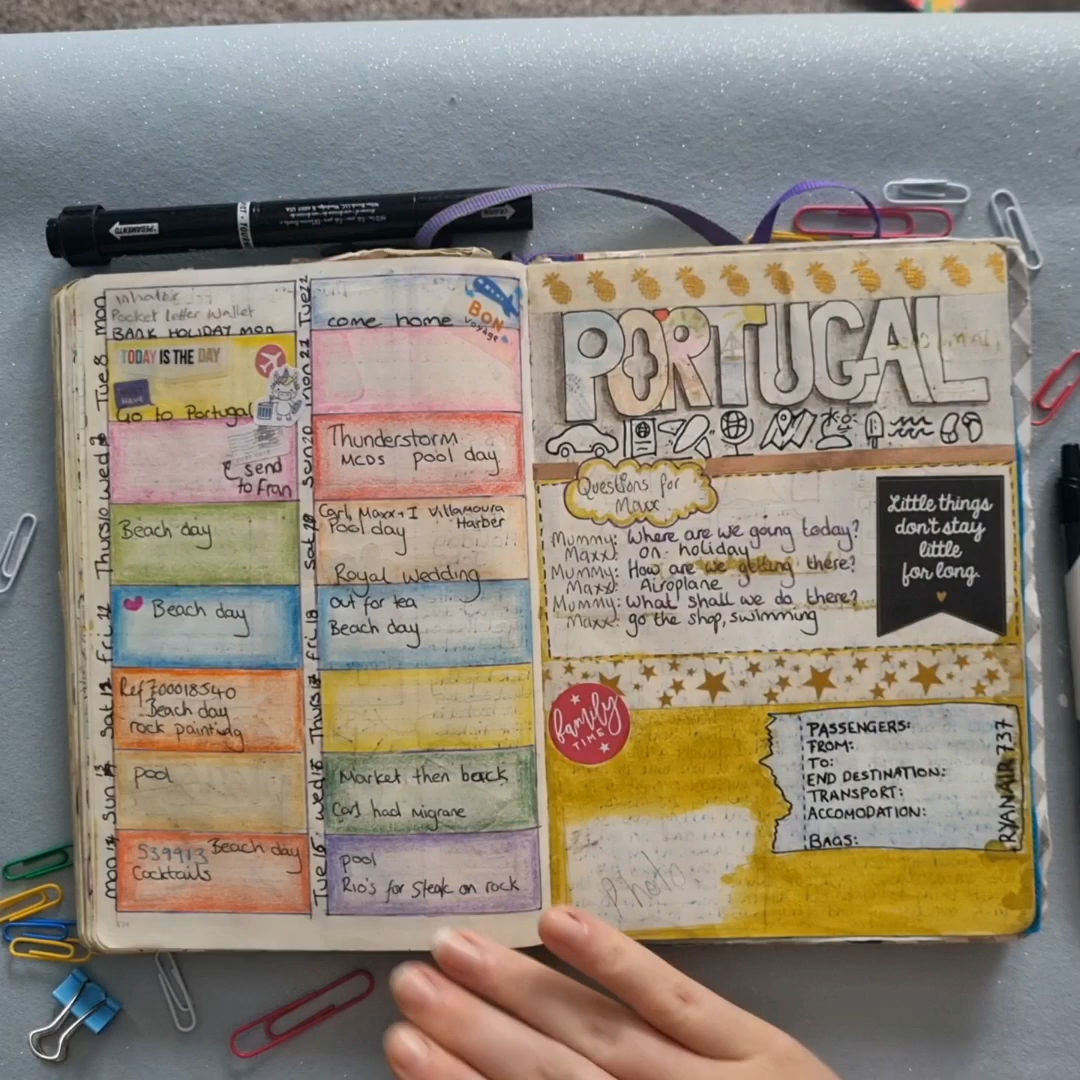 Mon
Inhaler
Pocket letter Wallet
BANK HOLIDAY MON
Tue 8
TODAY IS THE DAY
HAVE
Go to Portugal
Wed 9
send
to Fran
Thurs 10
Beach day
Fri 11
Beach day
Sat 12
Ref 700018540
Beach day
rock painting
Sun 13
pool
Mon 14
539913 Beach day
Cocktails
Tue 22
come home
BON
Voyage
Mon 21
Sun 20
Thunderstorm
MCDS pool day
Sat 19
Carl, Maxx + I Villamoura
Pool day Harber
Royal wedding
Fri 18
out for tea
Beach day
Thurs 17
Wed 16
Market then back
Carl had Migrane
Tue 15
pool
Rio's for Steak on rock
PORTUGAL
Questions for
Maxx
Mummy: Where are we going today?
Maxx: on holiday
Mummy: How are we getting there?
Maxx: Airoplane
Mummy: What shall we do there?
Maxx: go the shop, swimming
Little things
don't stay
little
for long.
family
TIME
PASSENGERS:
FROM:
TO:
END DESTINATION:
TRANSPORT:
ACCOMODATION:
BAGS:
RYANAIR 737
Photo